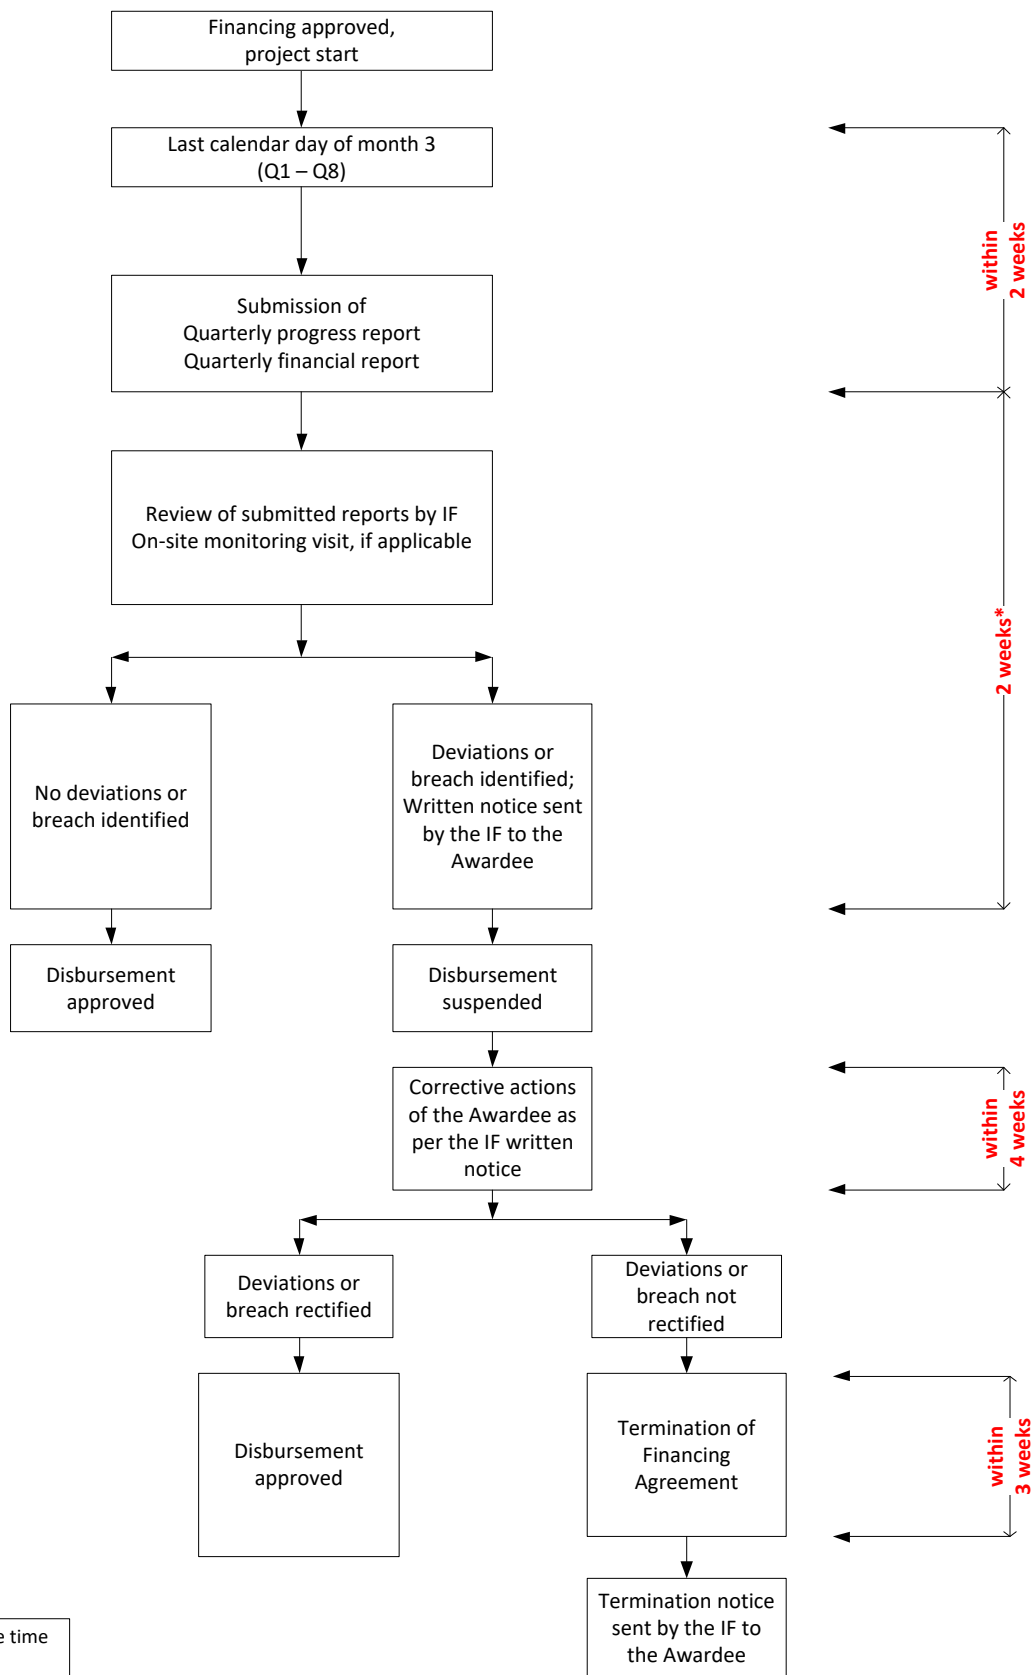 Financing approved,
project start
Last calendar day of month 3
(Q1 – Q8)
within
2 weeks
Submission of
Quarterly progress report
Quarterly financial report
Review of submitted reports by IF
On-site monitoring visit, if applicable
2 weeks*
No deviations or
breach identified
Deviations or
breach identified;
Written notice sent
by the IF to the
Awardee
Disbursement
approved
Disbursement
suspended
Corrective actions
of the Awardee as
per the IF written
notice
within
4 weeks
Deviations or
breach rectified
Deviations or
breach not
rectified
Disbursement
approved
Termination of
Financing
Agreement
within
3 weeks
Termination notice
sent by the IF to
the Awardee
time